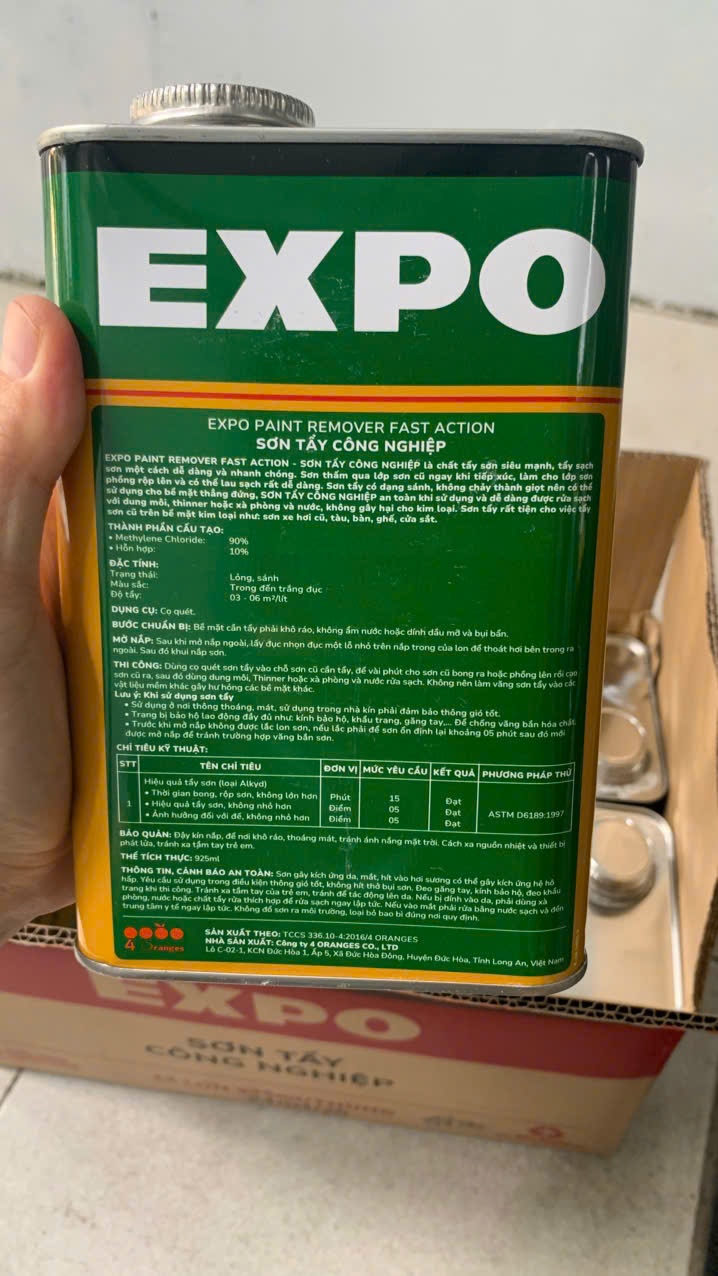 EXPO
EXPO PAINT REMOVER FAST ACTION
SƠN TẨY CÔNG NGHIỆP
EXPO PAINT REMOVER FAST ACTION - SƠN TẨY CÔNG NGHIỆP là chất tẩy sơn siêu mạnh, tẩy sạch
sơn một cách dễ dàng và nhanh chóng. Sơn thấm qua lớp sơn cũ ngay khi tiếp xúc, làm cho lớp sơn
phồng rộp lên và có thể lau sạch rất dễ dàng. Sơn tẩy có dạng sánh, không chảy thành giọt nên có thể
sử dụng cho bề mặt thẳng đứng, SƠN TẨY CÔNG NGHIỆP an toàn khi sử dụng và dễ dàng được rửa sạch
với dung môi, thinner hoặc xà phòng và nước, không gây hại cho kim loại. Sơn tẩy rất tiện cho việc tẩy
sơn cũ trên bề mặt kim loại như: sơn xe hơi cũ, tàu, bàn, ghế, cửa sắt.
THÀNH PHẦN CẤU TẠO:
• Methylene Chloride: 90%
• Hỗn hợp: 10%
ĐẶC TÍNH:
Trạng thái: Lỏng, sánh
Màu sắc: Trong đến trắng đục
Độ tẩy: 03 - 06 m²/lít
DỤNG CỤ: Cọ quét.
BƯỚC CHUẨN BỊ: Bề mặt cần tẩy phải khô ráo, không ẩm nước hoặc dính dầu mỡ và bụi bẩn.
MỞ NẮP: Sau khi mở nắp ngoài, lấy đục nhọn đục một lỗ nhỏ trên nắp trong của lon để thoát hơi bên trong ra
ngoài. Sau đó khui nắp sơn.
THI CÔNG: Dùng cọ quét sơn tẩy vào chỗ sơn cũ cần tẩy, để vài phút cho sơn cũ bong ra hoặc phồng lên rồi cạo
sơn cũ ra, sau đó dùng dung môi, Thinner hoặc xà phòng và nước rửa sạch. Không nên làm văng sơn tẩy vào các
vật liệu mềm khác gây hư hỏng các bề mặt khác.
Lưu ý: Khi sử dụng sơn tẩy
• Sử dụng ở nơi thông thoáng, mát, sử dụng trong nhà kín phải đảm bảo thông gió tốt.
• Trang bị bảo hộ lao động đầy đủ như: kính bảo hộ, khẩu trang, găng tay,... Để chống văng bắn hóa chất.
• Trước khi mở nắp không được lắc lon sơn, nếu lắc phải để sơn ổn định lại khoảng 05 phút sau đó mới
được mở nắp để tránh trường hợp văng bắn sơn.
CHỈ TIÊU KỸ THUẬT:
STT TÊN CHỈ TIÊU ĐƠN VỊ MỨC YÊU CẦU KẾT QUẢ PHƯƠNG PHÁP THỬ
Hiệu quả tẩy sơn (loại Alkyd)
• Thời gian bong, rộp sơn, không lớn hơn Phút 15 Đạt
1 • Hiệu quả tẩy sơn, không nhỏ hơn Điểm 05 Đạt ASTM D6189:1997
• Ảnh hưởng đối với đế, không nhỏ hơn Điểm 05 Đạt
BẢO QUẢN: Đậy kín nắp, để nơi khô ráo, thoáng mát, tránh ánh nắng mặt trời. Cách xa nguồn nhiệt và thiết bị
phát lửa, tránh xa tầm tay trẻ em.
THỂ TÍCH THỰC: 925ml
THÔNG TIN, CẢNH BÁO AN TOÀN: Sơn gây kích ứng da, mắt, hít vào hơi sương có thể gây kích ứng hệ hô
hấp. Yêu cầu sử dụng trong điều kiện thông gió tốt, không hít thở bụi sơn. Đeo găng tay, kính bảo hộ, đeo khẩu
trang khi thi công. Tránh xa tầm tay của trẻ em, tránh để tác động lên da. Nếu bị dính vào da, phải dùng xà
phòng, nước hoặc chất tẩy rửa thích hợp để rửa sạch ngay lập tức. Nếu vào mắt phải rửa bằng nước sạch và đến
trung tâm y tế ngay lập tức. Không đổ sơn ra môi trường, loại bỏ bao bì đúng nơi quy định.
4 Oranges
SẢN XUẤT THEO: TCCS 336.10-4:2016/4 ORANGES
NHÀ SẢN XUẤT: Công ty 4 ORANGES CO., LTD
Lô C-02-1, KCN Đức Hòa 1, Ấp 5, Xã Đức Hòa Đông, Huyện Đức Hòa, Tỉnh Long An, Việt Nam
EXPO
SƠN TẨY
CÔNG NGHIỆP